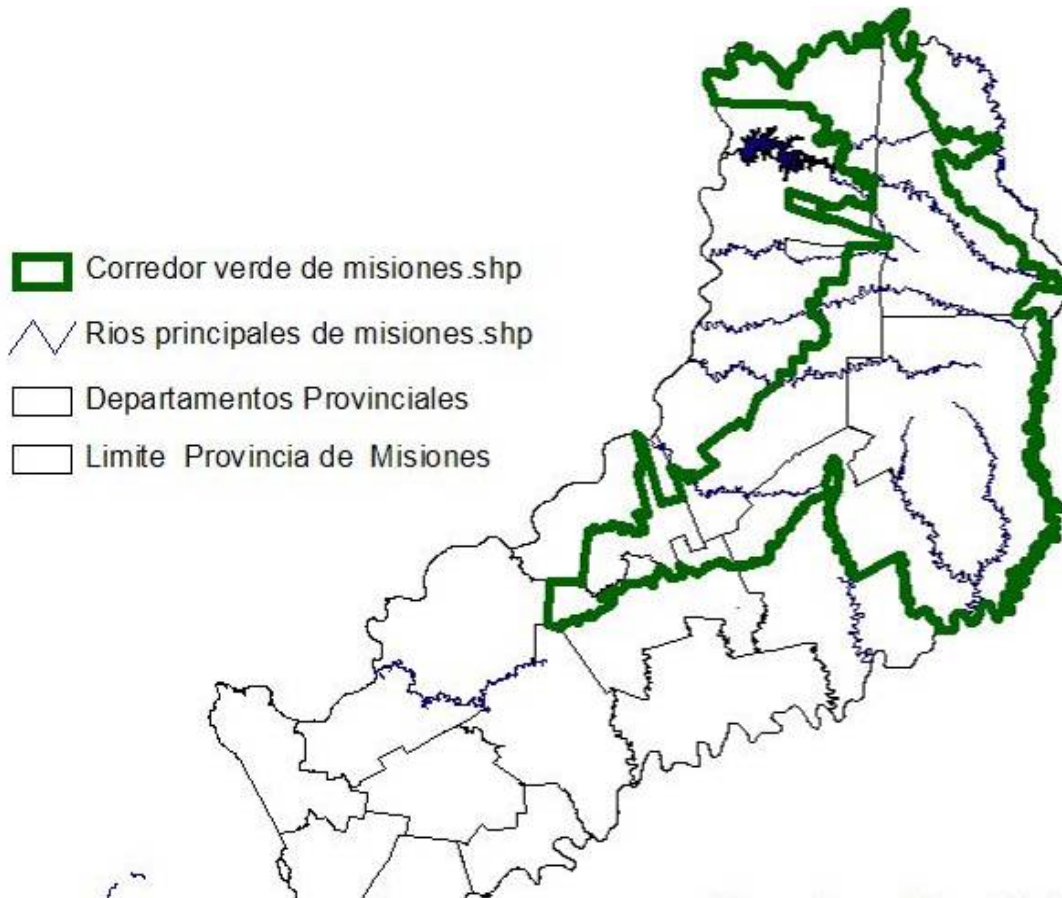 Corredor verde de misiones.shp
Rios principales de misiones.shp
Departamentos Provinciales
Limite Provincia de Misiones